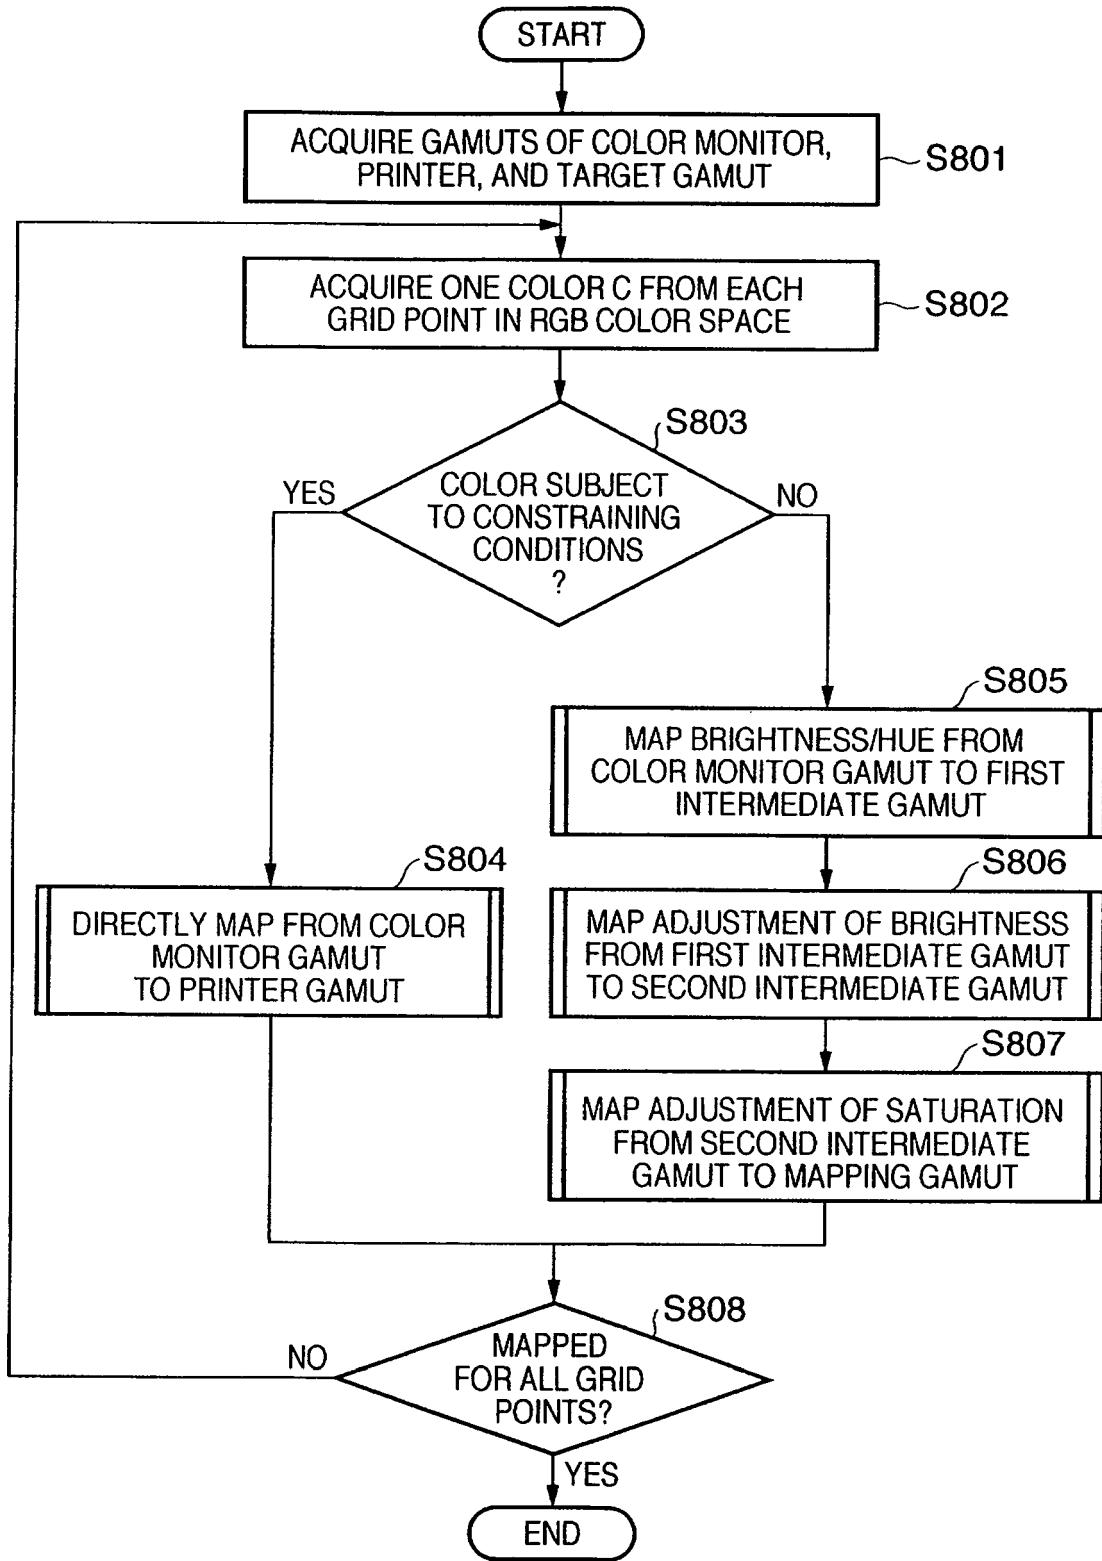 START
ACQUIRE GAMUTS OF COLOR MONITOR,
PRINTER, AND TARGET GAMUT
S801
ACQUIRE ONE COLOR C FROM EACH
GRID POINT IN RGB COLOR SPACE
S802
S803
COLOR SUBJECT
TO CONSTRAINING
CONDITIONS
?
YES
NO
S805
MAP BRIGHTNESS/HUE FROM
COLOR MONITOR GAMUT TO FIRST
INTERMEDIATE GAMUT
S804
DIRECTLY MAP FROM COLOR
MONITOR GAMUT
TO PRINTER GAMUT
S806
MAP ADJUSTMENT OF BRIGHTNESS
FROM FIRST INTERMEDIATE GAMUT
TO SECOND INTERMEDIATE GAMUT
S807
MAP ADJUSTMENT OF SATURATION
FROM SECOND INTERMEDIATE
GAMUT TO MAPPING GAMUT
S808
MAPPED
FOR ALL GRID
POINTS?
NO
YES
END